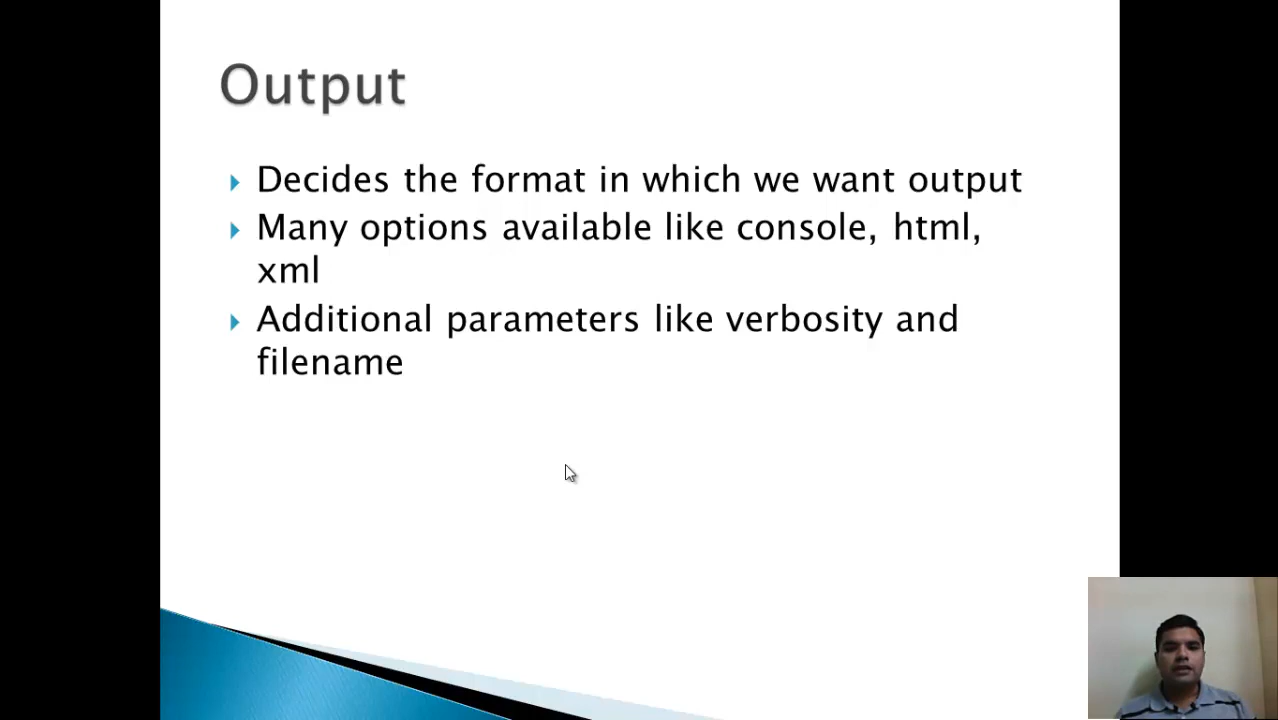 Output
Decides the format in which we want output
Many options available like console, html,
xml
Additional parameters like verbosity and
filename